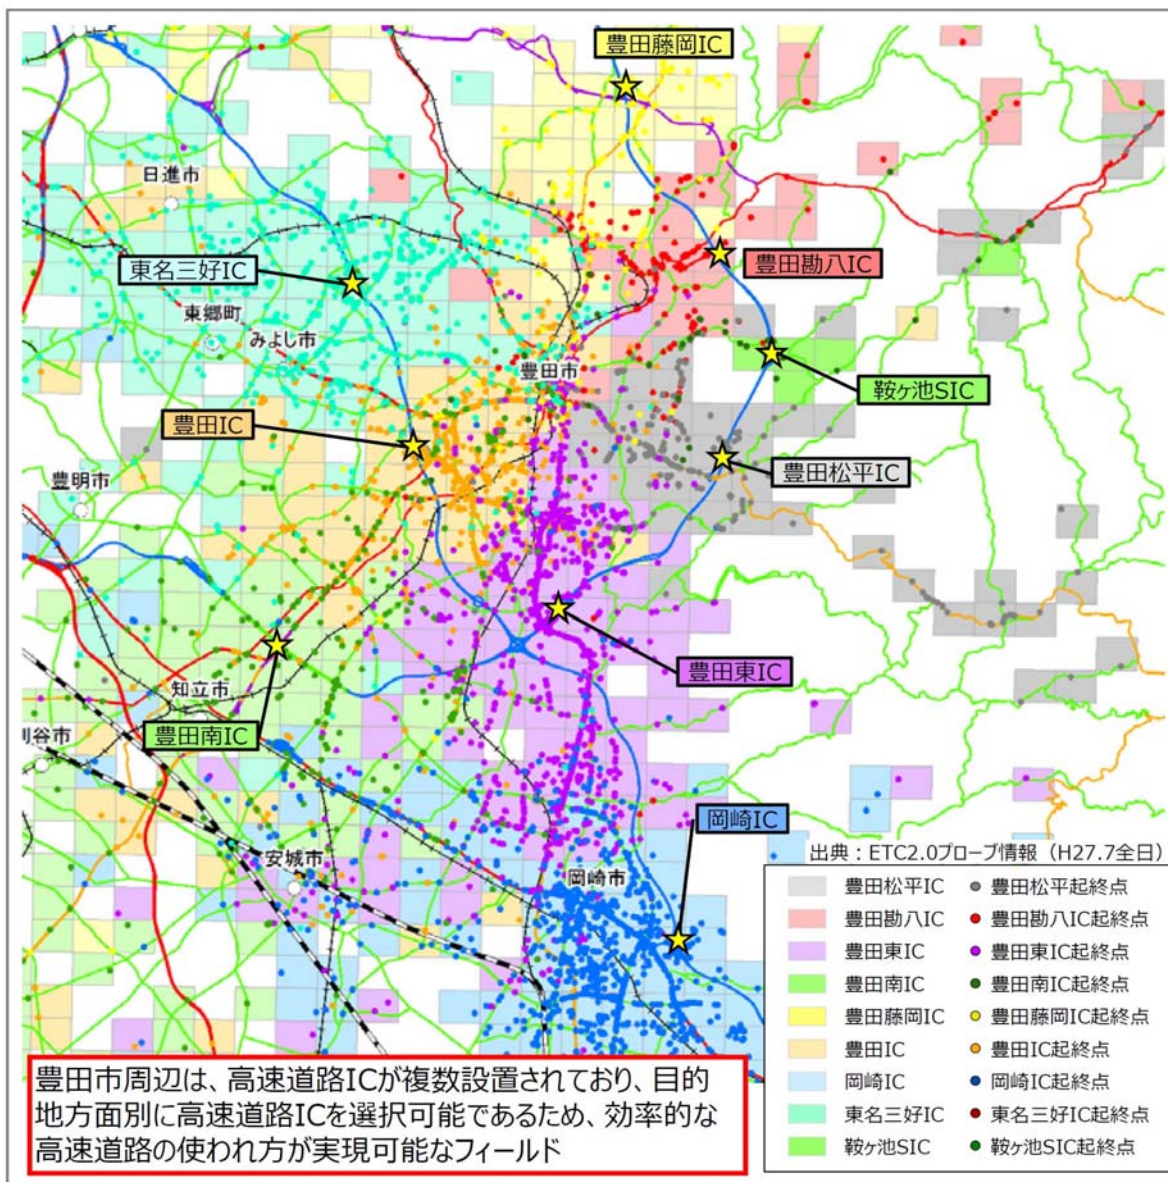 豊田藤岡IC
日進市
東名三好IC
豊田勘八IC
東郷町
みよし市
豊田市
鞍ヶ池SIC
豊田IC
豊田松平IC
豊明市
豊田東IC
知立市
豊田南IC
刈谷市
岡崎IC
安城市
岡崎市
出典：ETC2.0プローブ情報（H27.7全日）
豊田松平IC 豊田松平起終点
豊田勘八IC 豊田勘八IC起終点
豊田東IC 豊田東IC起終点
豊田南IC 豊田南IC起終点
豊田藤岡IC 豊田藤岡IC起終点
豊田IC 豊田IC起終点
岡崎IC 岡崎IC起終点
東名三好IC 東名三好IC起終点
鞍ヶ池SIC 鞍ヶ池SIC起終点
豊田市周辺は、高速道路ICが複数設置されており、目的
地方面別に高速道路ICを選択可能であるため、効率的な
高速道路の使われ方が実現可能なフィールド